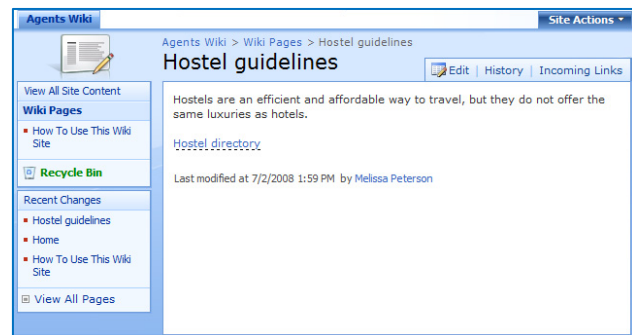 Agents Wiki
Site Actions
Agents Wiki > Wiki Pages > Hostel guidelines
Hostel guidelines
Edit | History | Incoming Links
View All Site Content
Wiki Pages
How To Use This Wiki
Site
Recycle Bin
Recent Changes
Hostel guidelines
Home
How To Use This Wiki
Site
View All Pages
Hostels are an efficient and affordable way to travel, but they do not offer the
same luxuries as hotels.
Hostel directory
Last modified at 7/2/2008 1:59 PM by Melissa Peterson